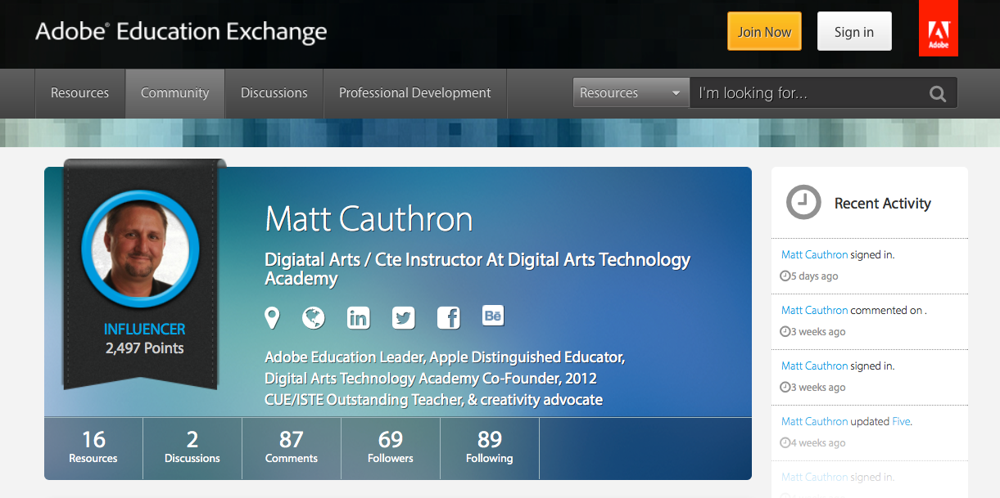 Adobe® Education Exchange
Join Now
Sign in
Adobe
Resources
Community
Discussions
Professional Development
Resources
I'm looking for...
INFLUENCER
2,497 Points
Matt Cauthron
Digiatal Arts / Cte Instructor At Digital Arts Technology
Academy
in
f
Bē
Adobe Education Leader, Apple Distinguished Educator,
Digital Arts Technology Academy Co-Founder, 2012
CUE/ISTE Outstanding Teacher, & creativity advocate
16
Resources
2
Discussions
87
Comments
69
Followers
89
Following
Recent Activity
Matt Cauthron signed in.
5 days ago
Matt Cauthron commented on .
3 weeks ago
Matt Cauthron signed in.
3 weeks ago
Matt Cauthron updated Five.
4 weeks ago
Matt Cauthron signed in.